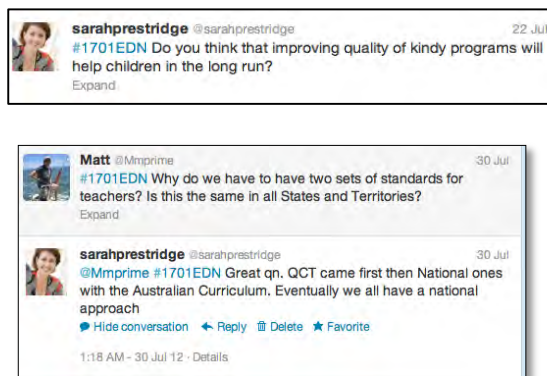 sarahprestridge @sarahprestridge 22 Jul
#1701EDN Do you think that improving quality of kindy programs will
help children in the long run?
Expand
Matt @Mmprime 30 Jul
#1701EDN Why do we have to have two sets of standards for
teachers? Is this the same in all States and Territories?
Expand
sarahprestridge @sarahprestridge 30 Jul
@Mmprime #1701EDN Great qn. QCT came first then National ones
with the Australian Curriculum. Eventually we all have a national
approach
Hide conversation Reply Delete Favorite
1:18 AM - 30 Jul 12 · Details